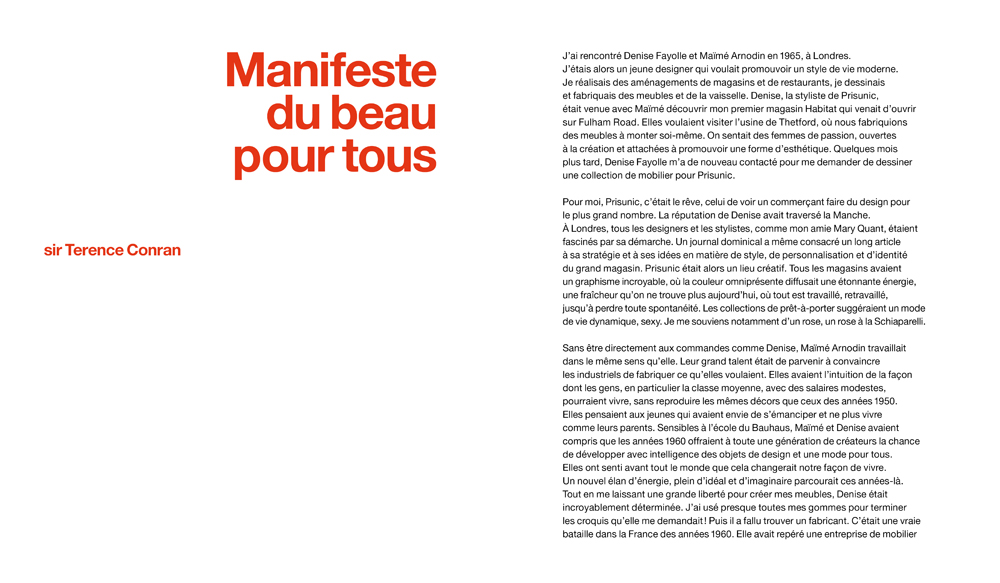 Manifeste
du beau
pour tous
sir Terence Conran
J'ai rencontré Denise Fayolle et Maïmé Arnodin en 1965, à Londres.
J'étais alors un jeune designer qui voulait promouvoir un style de vie moderne.
Je réalisais des aménagements de magasins et de restaurants, je dessinais
et fabriquais des meubles et de la vaisselle. Denise, la styliste de Prisunic,
était venue avec Maïmé découvrir mon premier magasin Habitat qui venait d'ouvrir
sur Fulham Road. Elles voulaient visiter l'usine de Thetford, où nous fabriquions
des meubles à monter soi-même. On sentait des femmes de passion, ouvertes
à la création et attachées à promouvoir une forme d'esthétique. Quelques mois
plus tard, Denise Fayolle m'a de nouveau contacté pour me demander de dessiner
une collection de mobilier pour Prisunic.
Pour moi, Prisunic, c'était le rêve, celui de voir un commerçant faire du design pour
le plus grand nombre. La réputation de Denise avait traversé la Manche.
À Londres, tous les designers et les stylistes, comme mon amie Mary Quant, étaient
fascinés par sa démarche. Un journal dominical a même consacré un long article
à sa stratégie et à ses idées en matière de style, de personnalisation et d'identité
du grand magasin. Prisunic était alors un lieu créatif. Tous les magasins avaient
un graphisme incroyable, où la couleur omniprésente diffusait une étonnante énergie,
une fraîcheur qu'on ne trouve plus aujourd'hui, où tout est travaillé, retravaillé,
jusqu'à perdre toute spontanéité. Les collections de prêt-à-porter suggéraient un mode
de vie dynamique, sexy. Je me souviens notamment d'un rose, un rose à la Schiaparelli.
Sans être directement aux commandes comme Denise, Maïmé Arnodin travaillait
dans le même sens qu'elle. Leur grand talent était de parvenir à convaincre
les industriels de fabriquer ce qu'elles voulaient. Elles avaient l'intuition de la façon
dont les gens, en particulier la classe moyenne, avec des salaires modestes,
pourraient vivre, sans reproduire les mêmes décors que ceux des années 1950.
Elles pensaient aux jeunes qui avaient envie de s'émanciper et ne plus vivre
comme leurs parents. Sensibles à l'école du Bauhaus, Maïmé et Denise avaient
compris que les années 1960 offraient à toute une génération de créateurs la chance
de développer avec intelligence des objets de design et une mode pour tous.
Elles ont senti avant tout le monde que cela changerait notre façon de vivre.
Un nouvel élan d'énergie, plein d'idéal et d'imaginaire parcourait ces années-là.
Tout en me laissant une grande liberté pour créer mes meubles, Denise était
incroyablement déterminée. J'ai usé presque toutes mes gommes pour terminer
les croquis qu'elle me demandait! Puis il a fallu trouver un fabricant. C'était une vraie
bataille dans la France des années 1960. Elle avait repéré une entreprise de mobilier